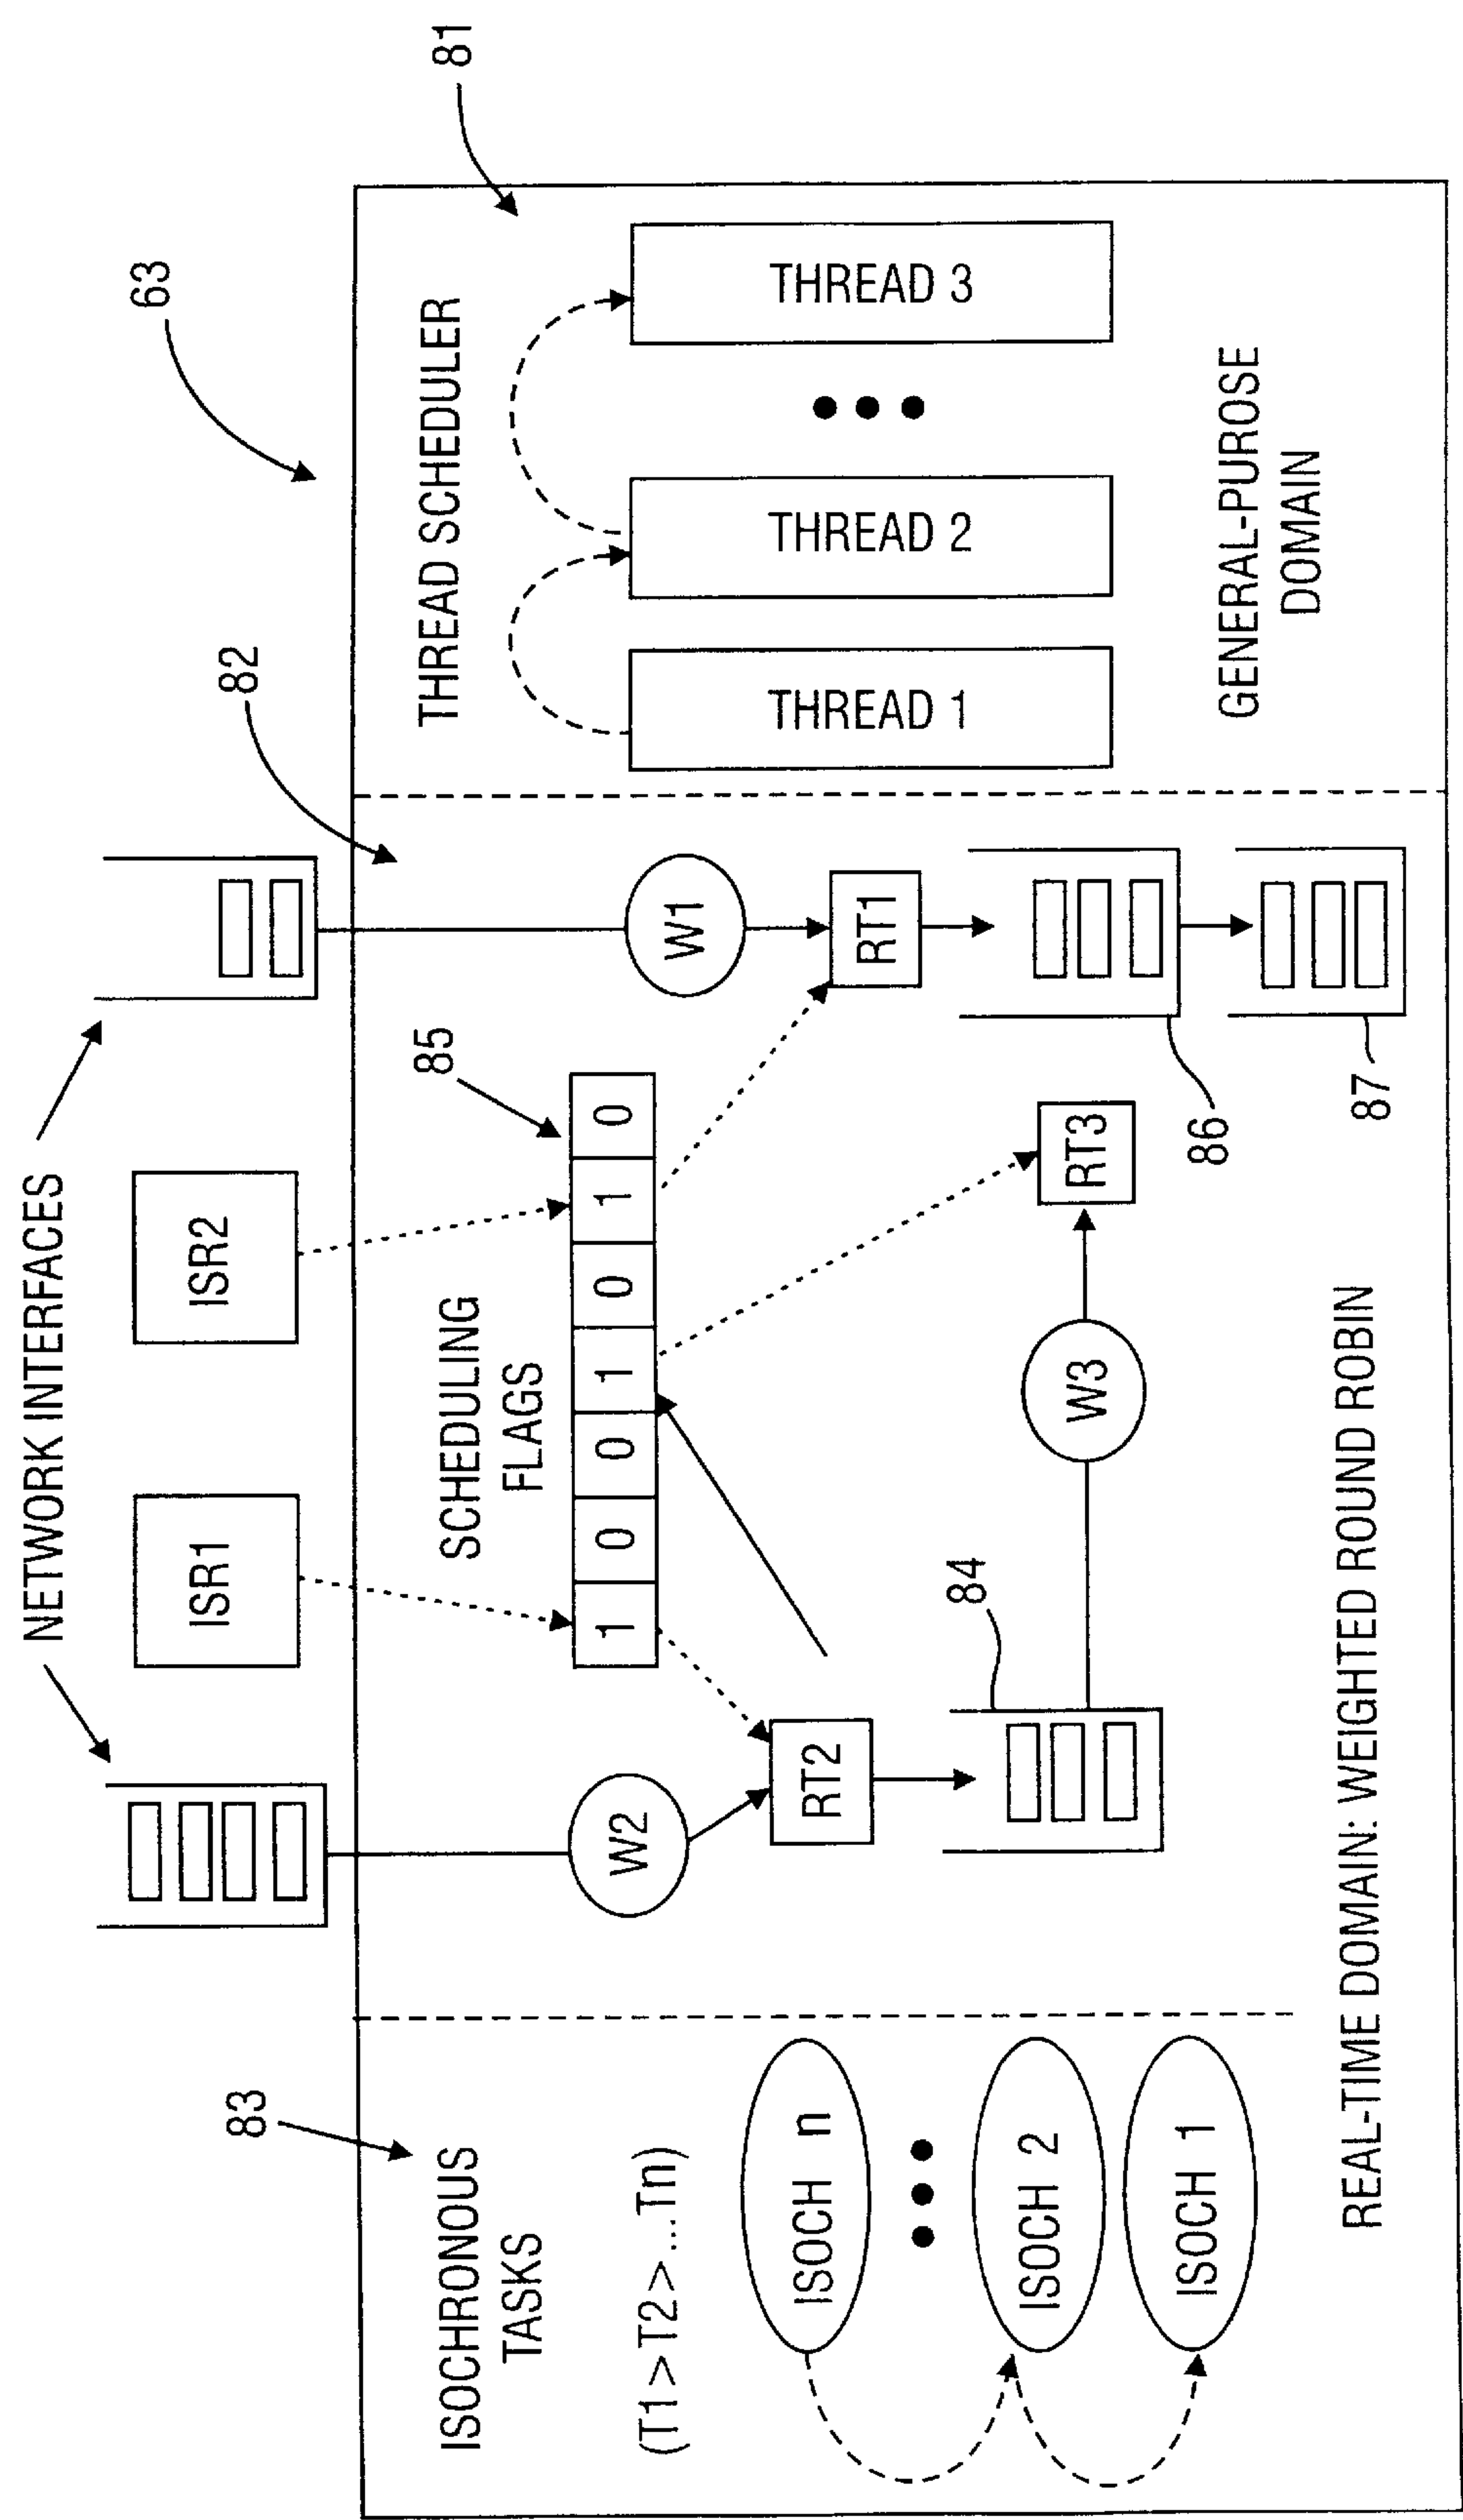 NETWORK INTERFACES
63
83
ISR1
ISR2
82
81
ISOCHRONOUS
TASKS
(T1>T2>...Tn)
SCHEDULING
FLAGS
85
1 0 0 1 0 1 0
THREAD SCHEDULER
W2
W1
RT2
RT1
THREAD 1
THREAD 2
THREAD 3
ISOCH n
ISOCH 2
ISOCH 1
84
W3
RT3
86
87
GENERAL-PUROSE
DOMAIN
REAL-TIME DOMAIN: WEIGHTED ROUND ROBIN